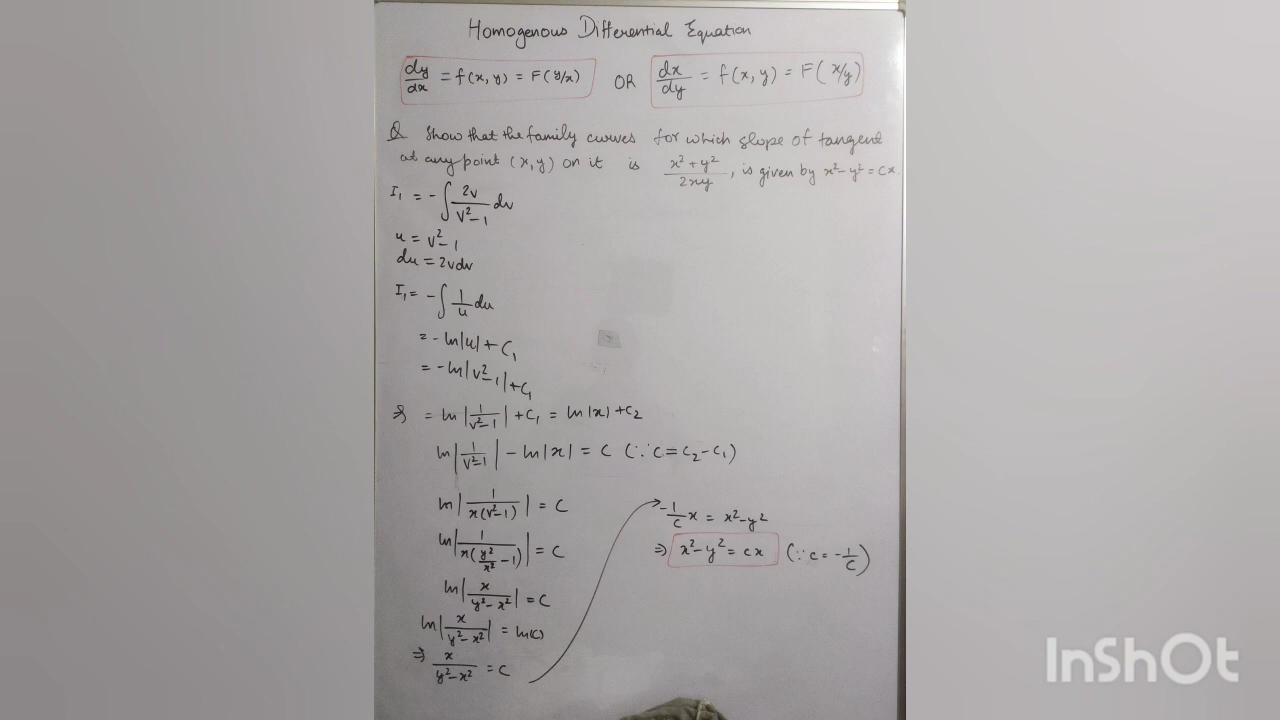 Homogenous Differential Equation
dy/dx = f(x, y) = F(y/x) OR dx/dy = f(x, y) = F(x/y)
Q Show that the family curves for which slope of tangent
at any point (x, y) on it is x² + y² / 2xy, is given by x² - y² = cx.
I₁ = -∫ 2v/(v² - 1) dv
u = v² - 1
du = 2vdv
I₁ = -∫ 1/u du
= -ln|u| + C₁
= -ln|v² - 1| + C₁
⇒ = ln|1/(v² - 1)| + C₁ = ln|x| + C₂
ln|1/(v² - 1)| - ln|x| = C (∵ C = C₂ - C₁)
ln|1/(x(v² - 1))| = C
ln|1/(x(y²/x² - 1))| = C
ln|x/(y² - x²)| = C
ln|x/(y² - x²)| = ln(C)
⇒ x/(y² - x²) = C
-1/C x = x² - y²
⇒ x² - y² = cx (∵ c = -1/C)
InShOt